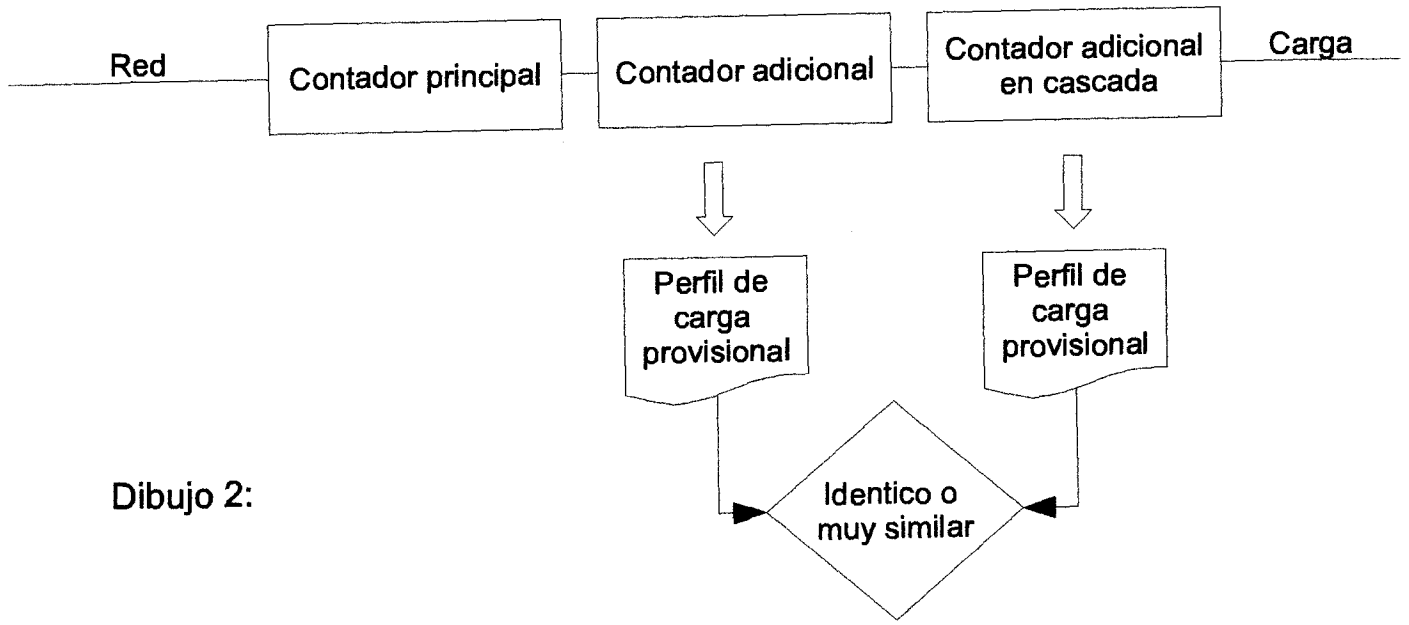 Red
Contador principal
Contador adicional
Contador adicional
en cascada
Carga
Perfil de
carga
provisional
Perfil de
carga
provisional
Dibujo 2:
Identico o
muy similar